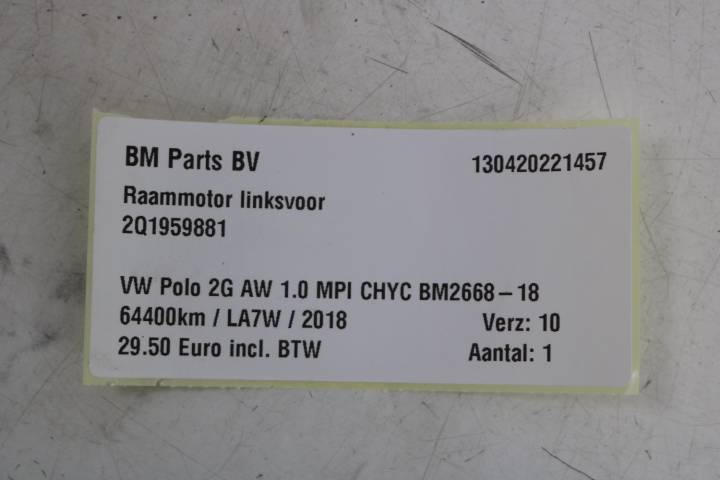 BM Parts BV 130420221457
Raammotor linksvoor
2Q1959881
VW Polo 2G AW 1.0 MPI CHYC BM2668-18
64400km / LA7W / 2018 Verz: 10
29.50 Euro incl. BTW Aantal: 1